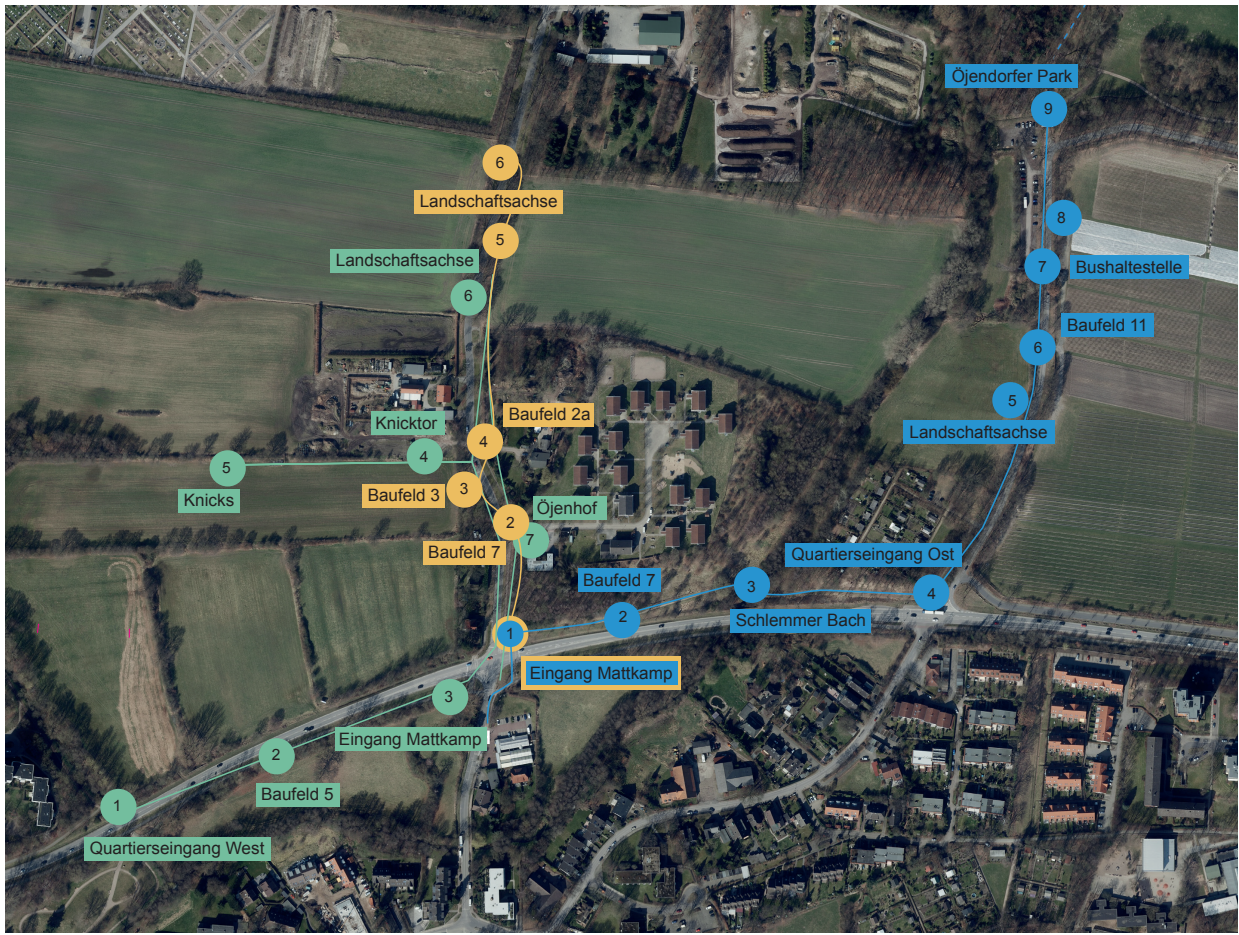 Öjendorfer Park
9
6
Landschaftsachse
8
5
Landschaftsachse
7
Bushaltestelle
6
Baufeld 11
6
5
Landschaftsachse
Baufeld 2a
Knicktor
4
4
5
Knicks
3
Baufeld 3
Öjenhof
2
7
Baufeld 7
Quartierseingang Ost
Baufeld 7
3
4
2
Schlemmer Bach
1
Eingang Mattkamp
3
Eingang Mattkamp
2
Baufeld 5
1
Quartierseingang West